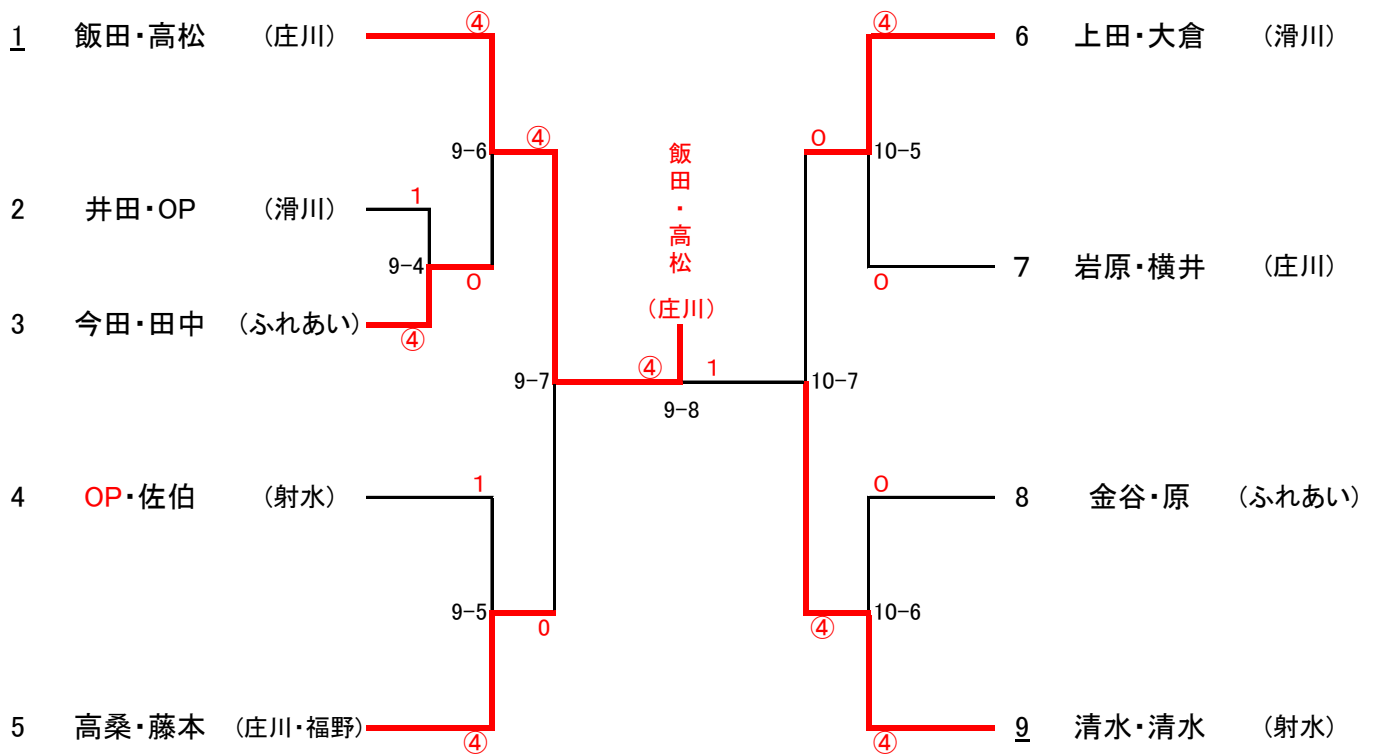 1 飯田・高松 (庄川) ④
④ 6 上田・大倉 (滑川)
9-6 ④
0 10-5
飯田・高松
(庄川)
2 井田・OP (滑川) 1
9-4 0
3 今田・田中 (ふれあい) ④
0 7 岩原・横井 (庄川)
9-7 ④ 1 10-7
9-8
4 OP・佐伯 (射水) 1
0 8 金谷・原 (ふれあい)
9-5 0
④ 10-6
5 高桑・藤本 (庄川・福野) ④
④ 9 清水・清水 (射水)